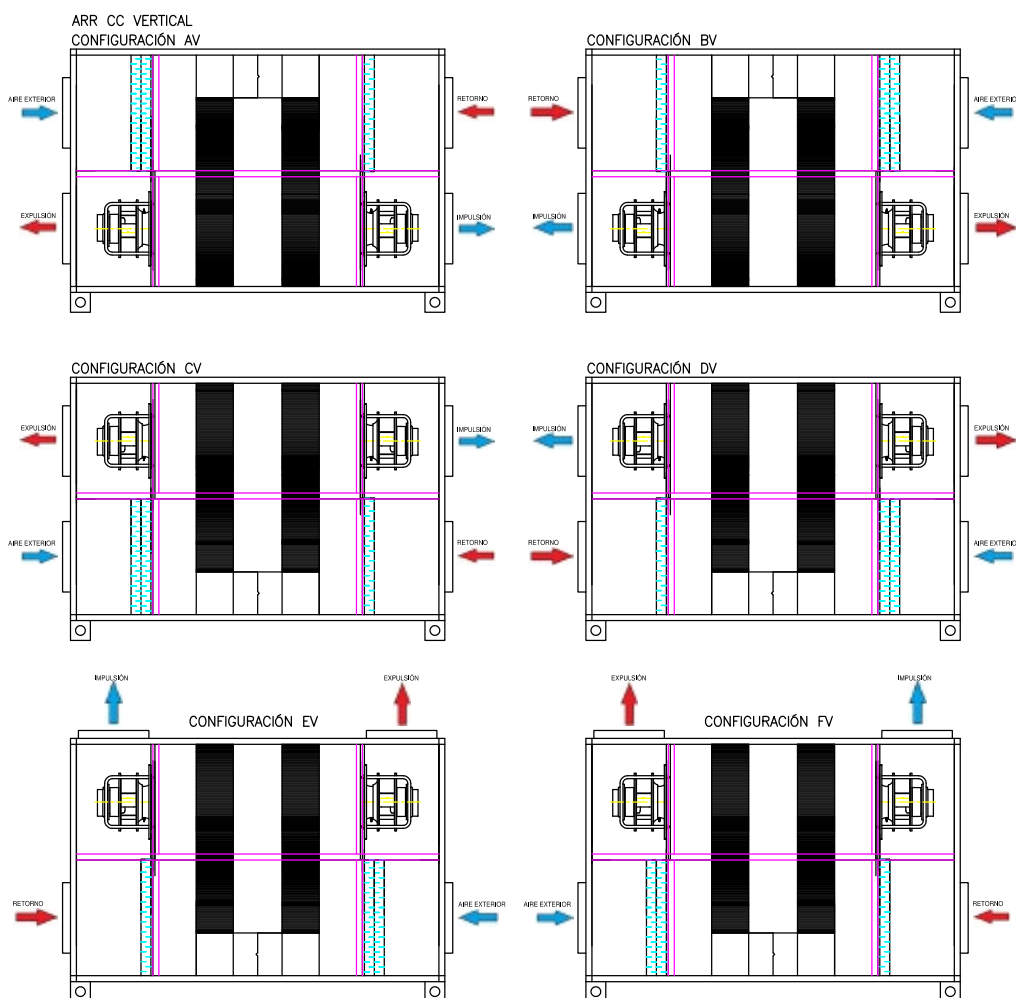 ARR CC VERTICAL
CONFIGURACIÓN AV
CONFIGURACIÓN BV
AIRE EXTERIOR
RETORNO
RETORNO
AIRE EXTERIOR
EXPULSIÓN
IMPULSIÓN
IMPULSIÓN
EXPULSIÓN
CONFIGURACIÓN CV
CONFIGURACIÓN DV
EXPULSIÓN
IMPULSIÓN
IMPULSIÓN
EXPULSIÓN
AIRE EXTERIOR
RETORNO
RETORNO
AIRE EXTERIOR
IMPULSIÓN
EXPULSIÓN
EXPULSIÓN
IMPULSIÓN
CONFIGURACIÓN EV
CONFIGURACIÓN FV
RETORNO
AIRE EXTERIOR
AIRE EXTERIOR
RETORNO